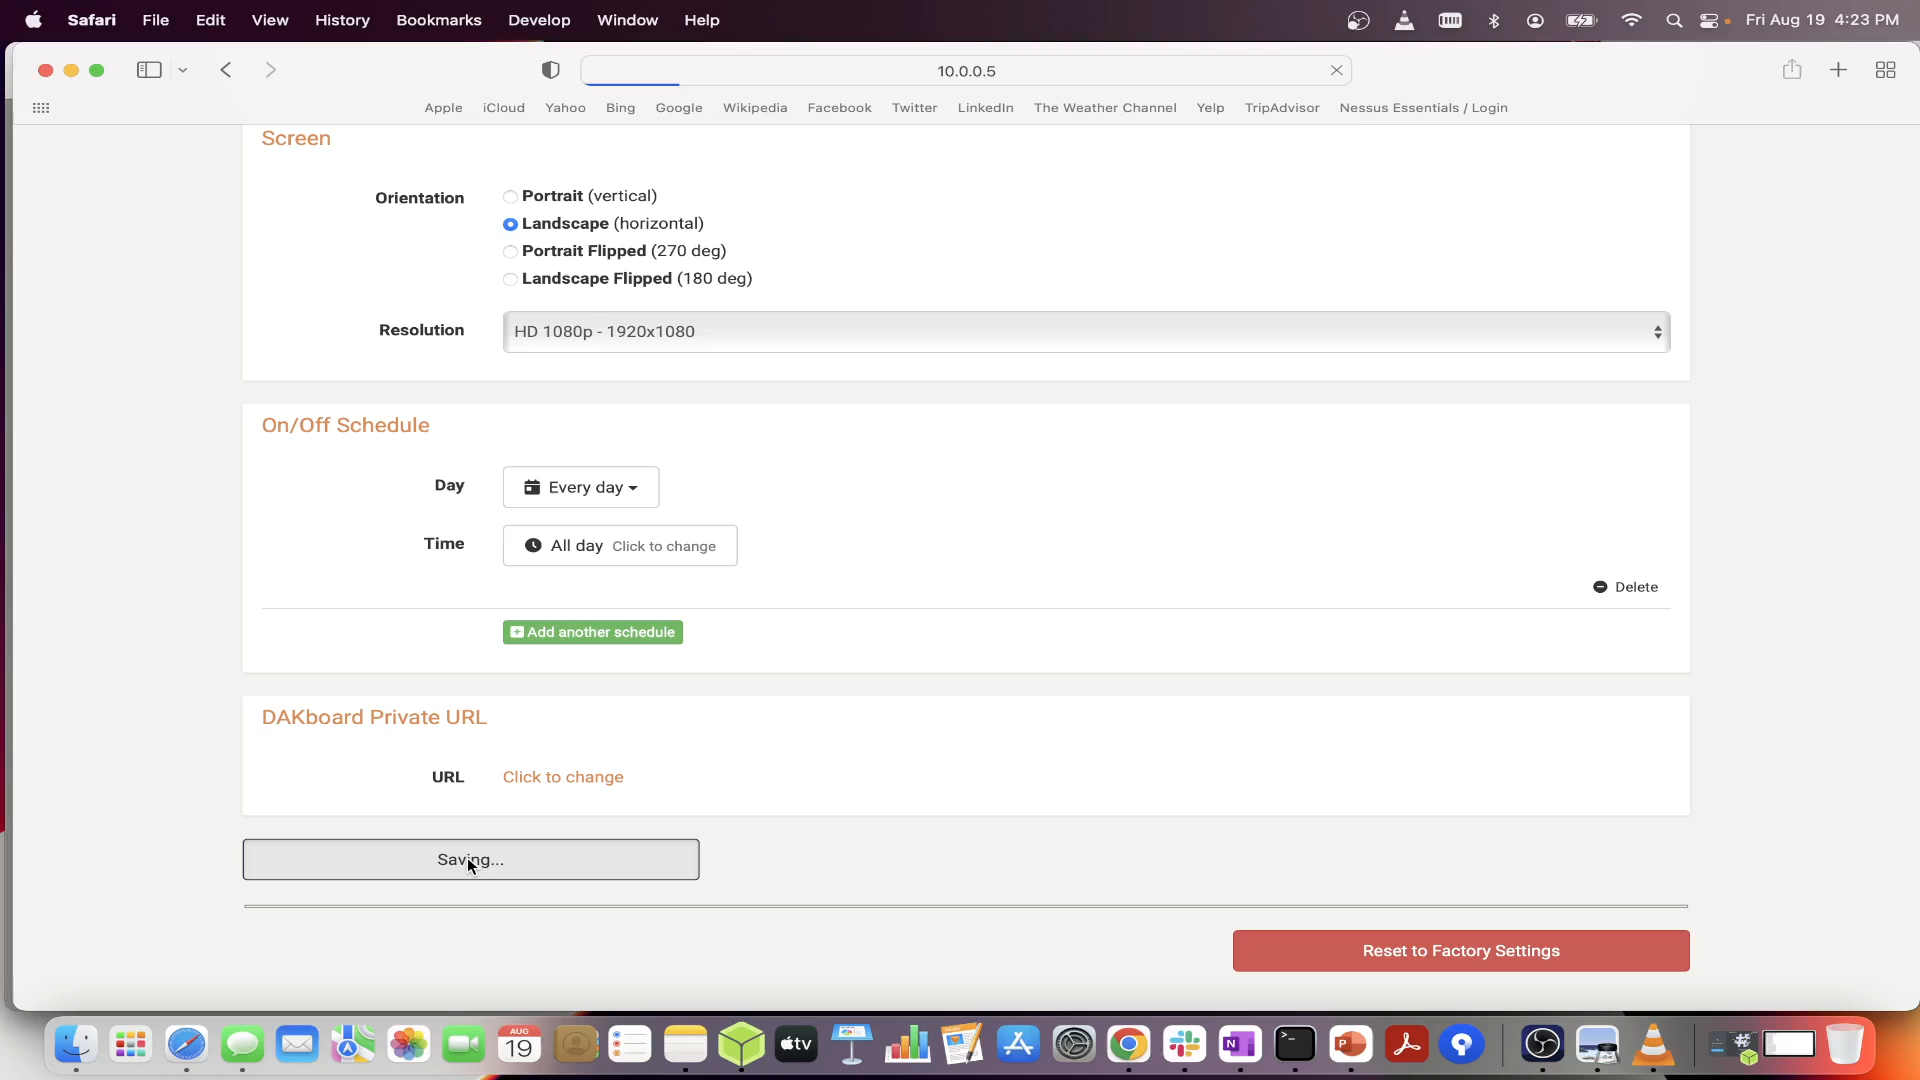 Safari File Edit View History Bookmarks Develop Window Help Fri Aug 19 4:23 PM
10.0.0.5
Apple iCloud Yahoo Bing Google Wikipedia Facebook Twitter LinkedIn The Weather Channel Yelp TripAdvisor Nessus Essentials / Login
Screen
Orientation Portrait (vertical)
Landscape (horizontal)
Portrait Flipped (270 deg)
Landscape Flipped (180 deg)
Resolution HD 1080p - 1920x1080
On/Off Schedule
Day Every day
Time All day Click to change
Delete
Add another schedule
DAKboard Private URL
URL Click to change
Saving...
Reset to Factory Settings
AUG
19
tv